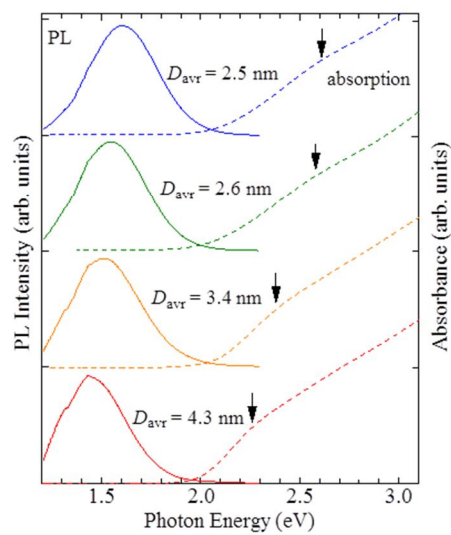 PL
D_avr = 2.5 nm
absorption
D_avr = 2.6 nm
D_avr = 3.4 nm
D_avr = 4.3 nm
PL Intensity (arb. units)
Absorbance (arb. units)
1.5 2.0 2.5 3.0
Photon Energy (eV)